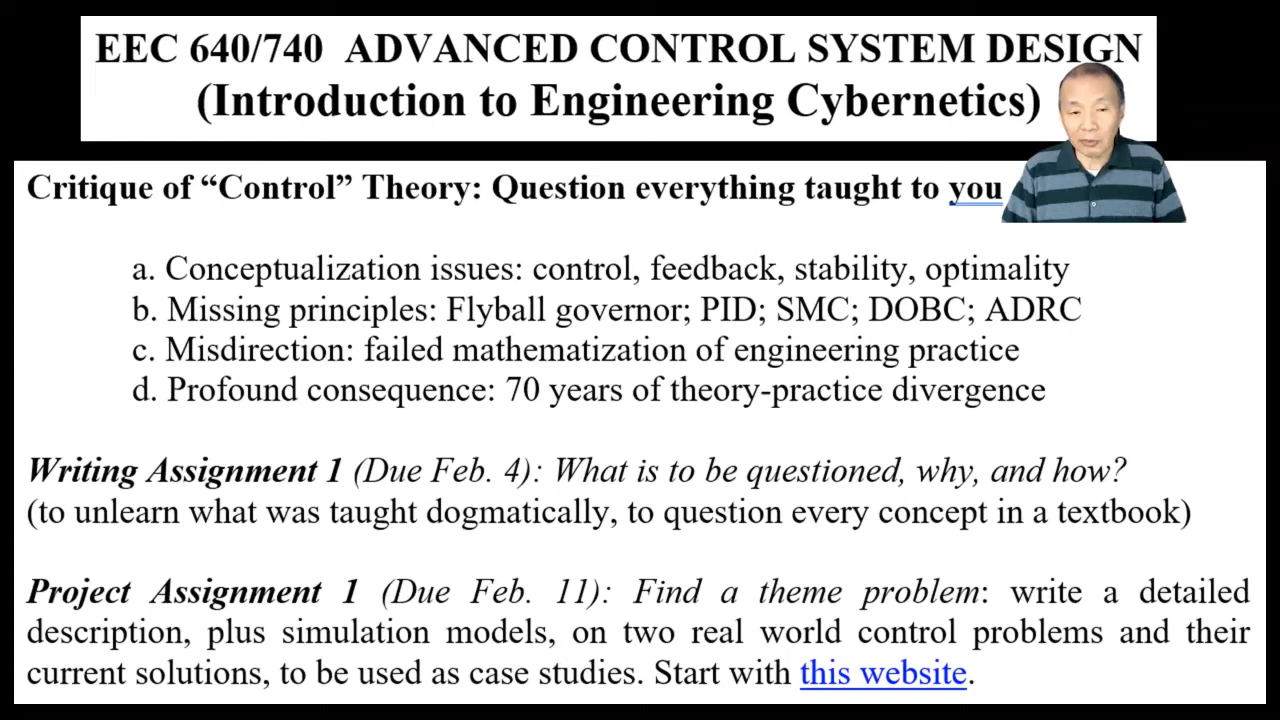 EEC 640/740 ADVANCED CONTROL SYSTEM DESIGN
(Introduction to Engineering Cybernetics)
Critique of “Control” Theory: Question everything taught to you
a. Conceptualization issues: control, feedback, stability, optimality
b. Missing principles: Flyball governor; PID; SMC; DOBC; ADRC
c. Misdirection: failed mathematization of engineering practice
d. Profound consequence: 70 years of theory-practice divergence
Writing Assignment 1 (Due Feb. 4): What is to be questioned, why, and how?
(to unlearn what was taught dogmatically, to question every concept in a textbook)
Project Assignment 1 (Due Feb. 11): Find a theme problem: write a detailed
description, plus simulation models, on two real world control problems and their
current solutions, to be used as case studies. Start with this website.